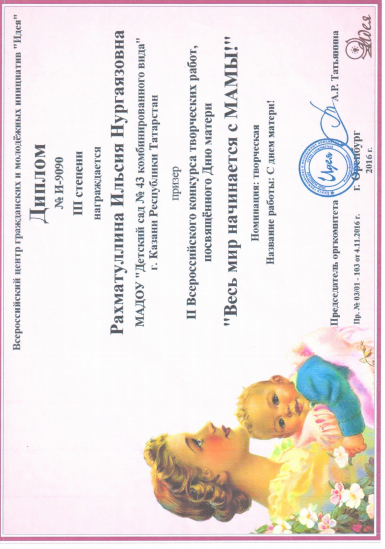 Всероссийский центр гражданских и молодёжных инициатив "Идея"
Диплом
№ И-9090
III степени
награждается
Рахматуллина Ильсия Нургаязовна
МАДОУ "Детский сад № 43 комбинированного вида"
г. Казани Республики Татарстан
призер
II Всероссийского конкурса творческих работ,
посвящённого Дню матери
"Весь мир начинается с МАМЫ!"
Номинация: творческая
Название работы: С днем матери!
Председатель оргкомитета А.Р. Татьянина
Идея
г. Оренбург
Пр. № 03/01 - 103 от 4.11.2016 г.
2016 г.
Идея